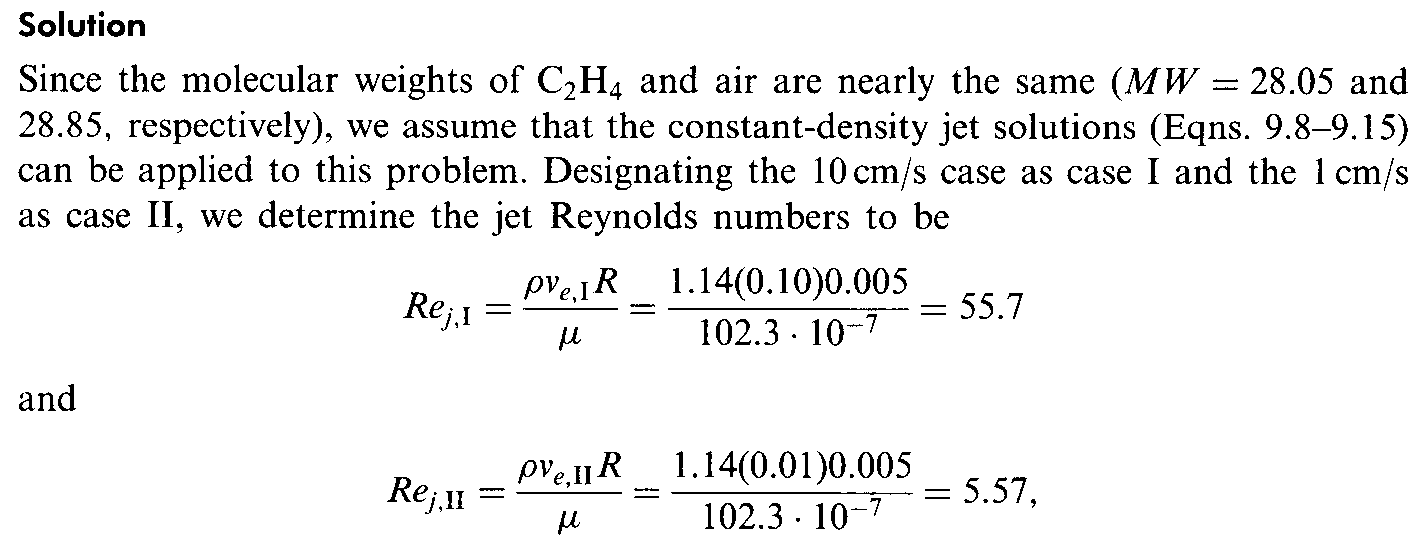 Solution
Since the molecular weights of C₂H₄ and air are nearly the same (MW = 28.05 and
28.85, respectively), we assume that the constant-density jet solutions (Eqns. 9.8–9.15)
can be applied to this problem. Designating the 10 cm/s case as case I and the 1 cm/s
as case II, we determine the jet Reynolds numbers to be
Re_{j,I} = ρv_{e,I}R / μ = 1.14(0.10)0.005 / 102.3 · 10⁻⁷ = 55.7
and
Re_{j,II} = ρv_{e,II}R / μ = 1.14(0.01)0.005 / 102.3 · 10⁻⁷ = 5.57,